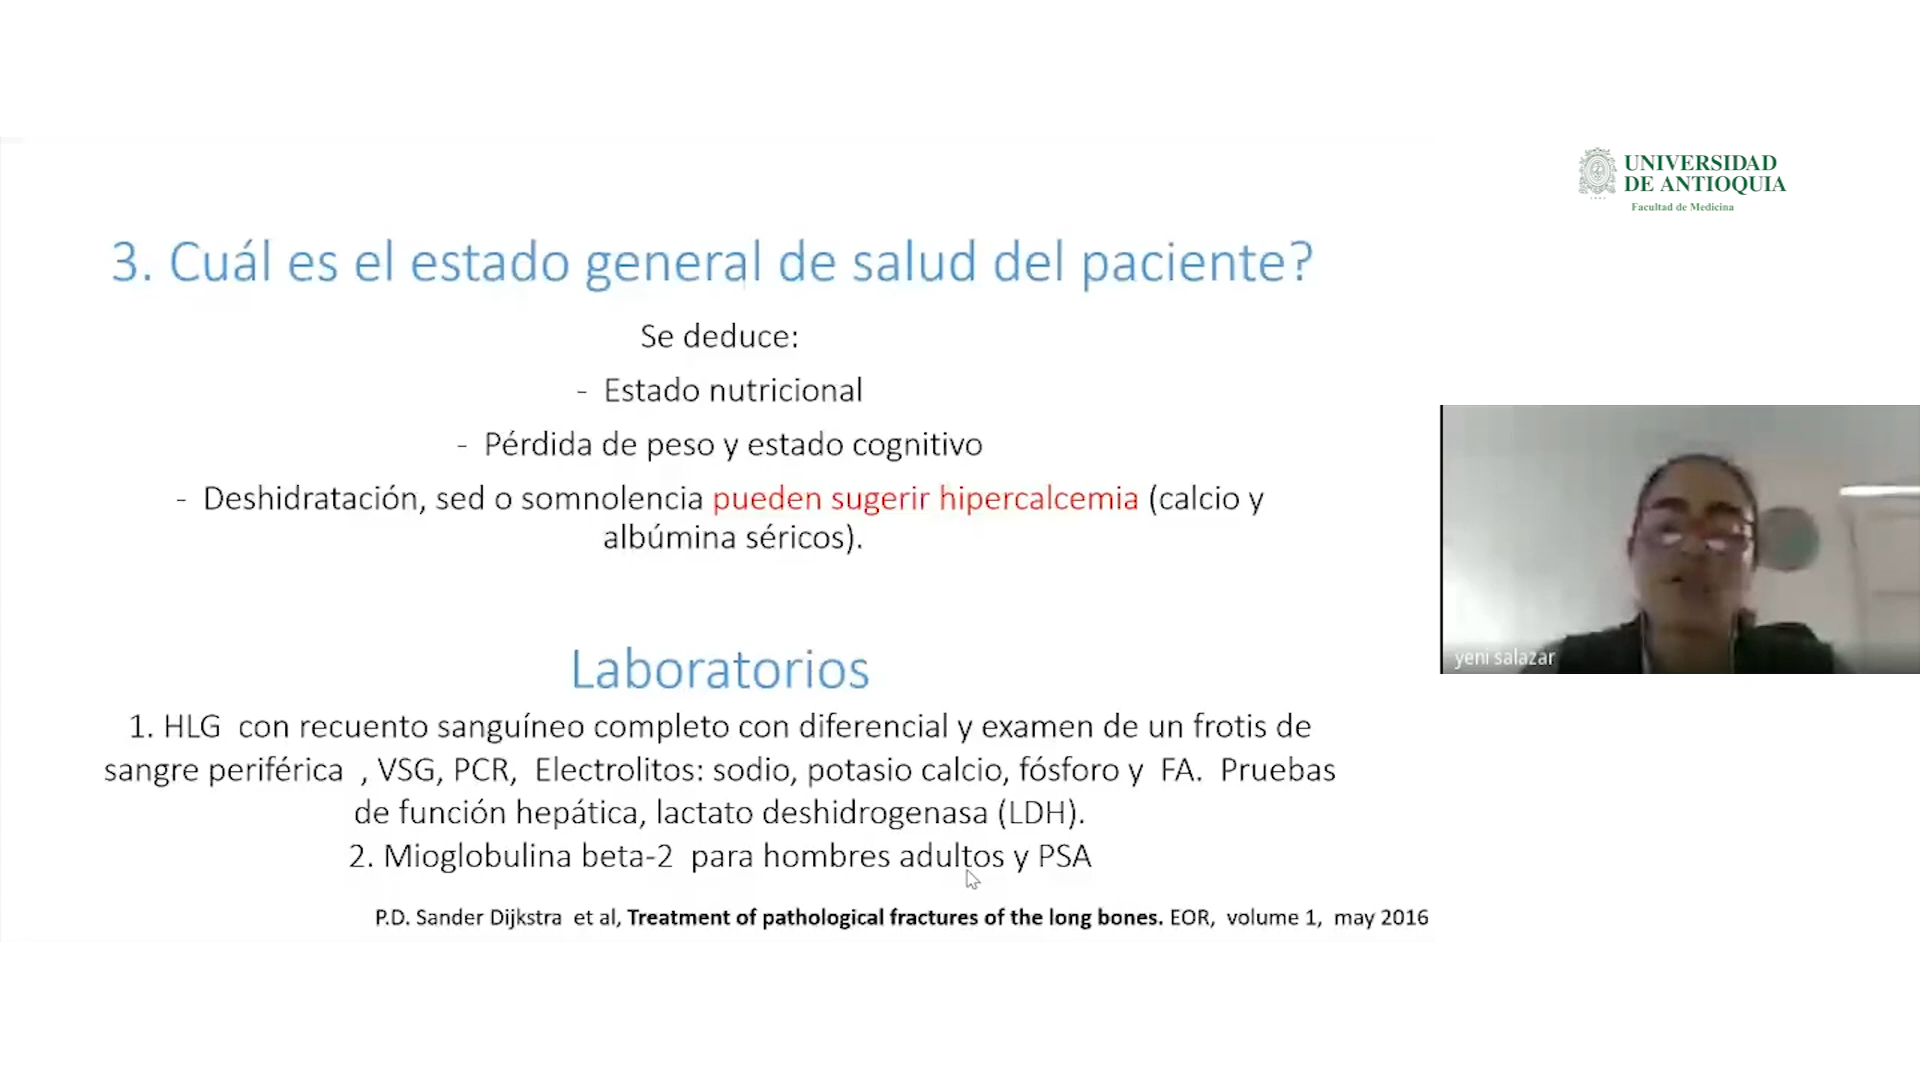 UNIVERSIDAD
DE ANTIOQUIA
Facultad de Medicina
3. Cuál es el estado general de salud del paciente?
Se deduce:
- Estado nutricional
- Pérdida de peso y estado cognitivo
- Deshidratación, sed o somnolencia pueden sugerir hipercalcemia (calcio y
albúmina séricos).
yeni salazar
Laboratorios
1. HLG con recuento sanguíneo completo con diferencial y examen de un frotis de
sangre periférica , VSG, PCR, Electrolitos: sodio, potasio calcio, fósforo y FA. Pruebas
de función hepática, lactato deshidrogenasa (LDH).
2. Mioglobulina beta-2 para hombres adultos y PSA
P.D. Sander Dijkstra et al, Treatment of pathological fractures of the long bones. EOR, volume 1, may 2016